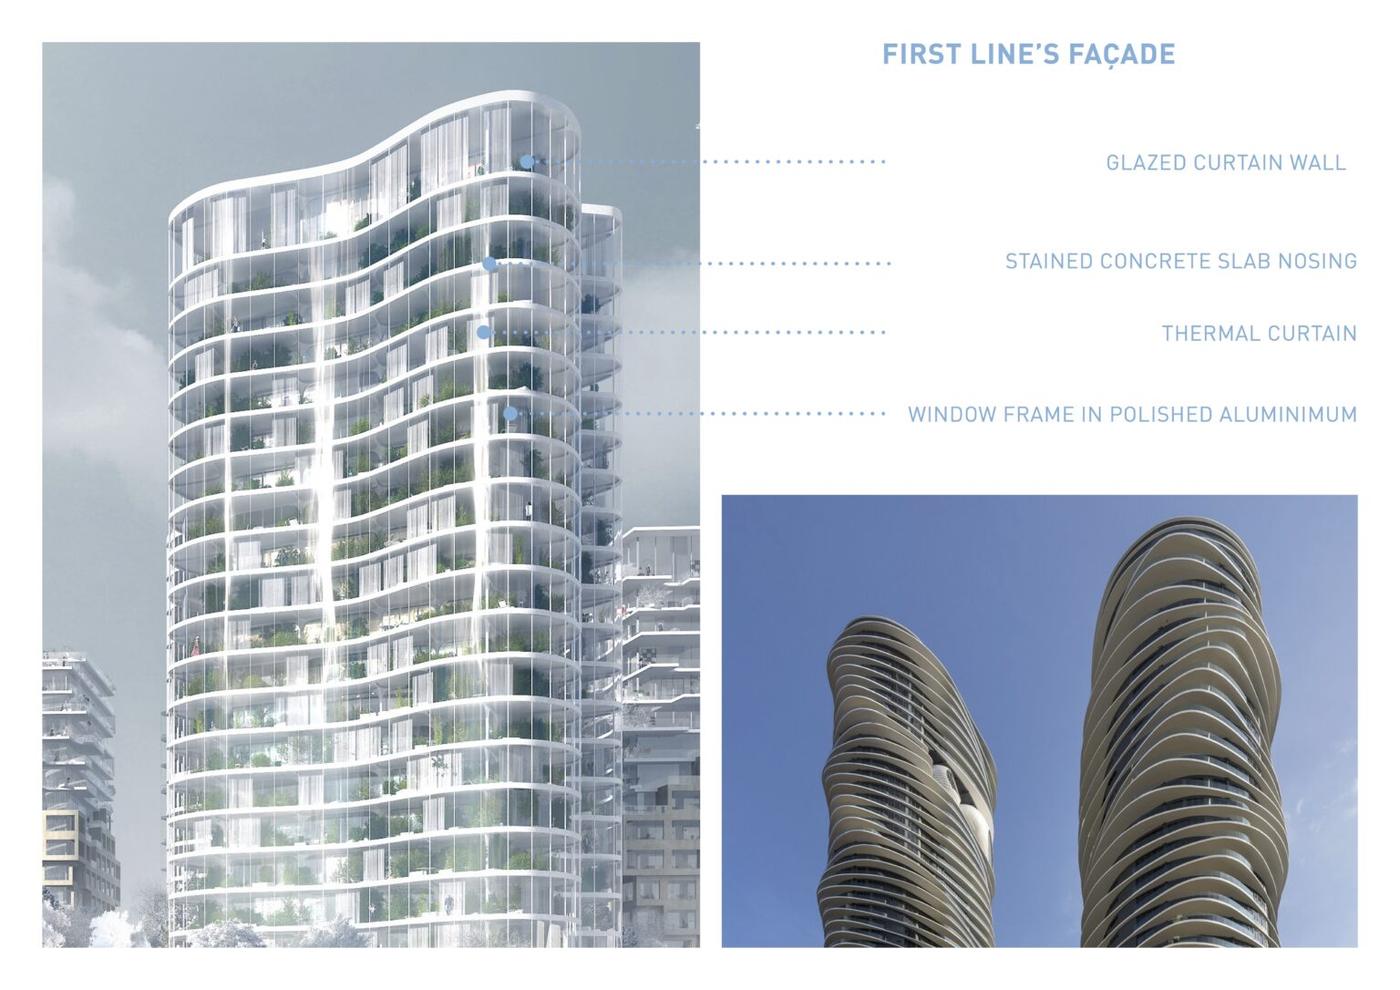 FIRST LINE’S FAÇADE
GLAZED CURTAIN WALL
STAINED CONCRETE SLAB NOSING
THERMAL CURTAIN
WINDOW FRAME IN POLISHED ALUMINIMUM